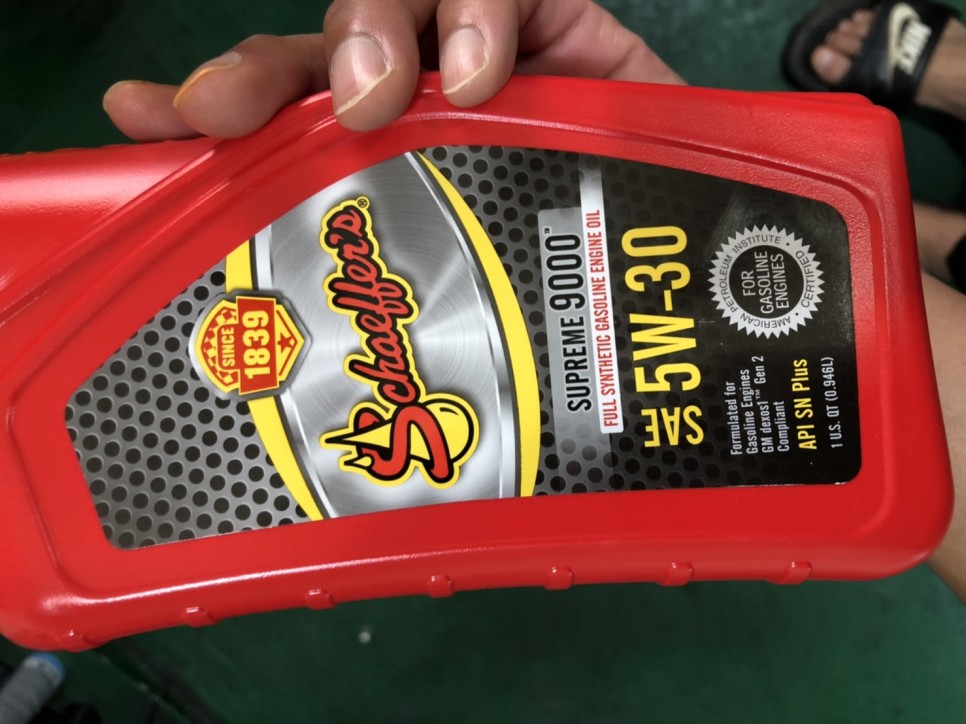 SINCE
1839
Schaeffer's®
SUPREME 9000™
FULL SYNTHETIC GASOLINE ENGINE OIL
SAE 5W-30
Formulated for
Gasoline Engines
GM dexos1™ Gen 2
Compliant
API SN Plus
1 U.S. QT (0.946L)
AMERICAN PETROLEUM INSTITUTE • CERTIFIED •
FOR
GASOLINE
ENGINES
NIKE